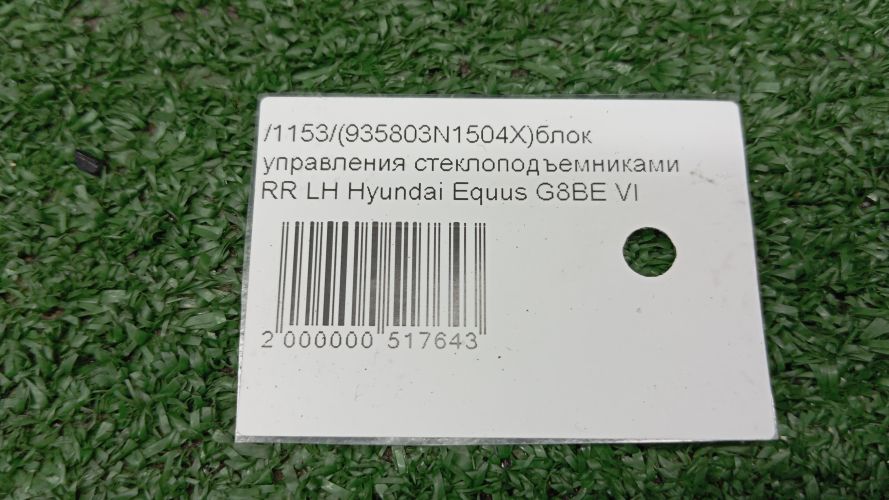 /1153/(935803N1504X)блок
управления стеклоподъемниками
RR LH Hyundai Equus G8BE VI
2 000000 517643